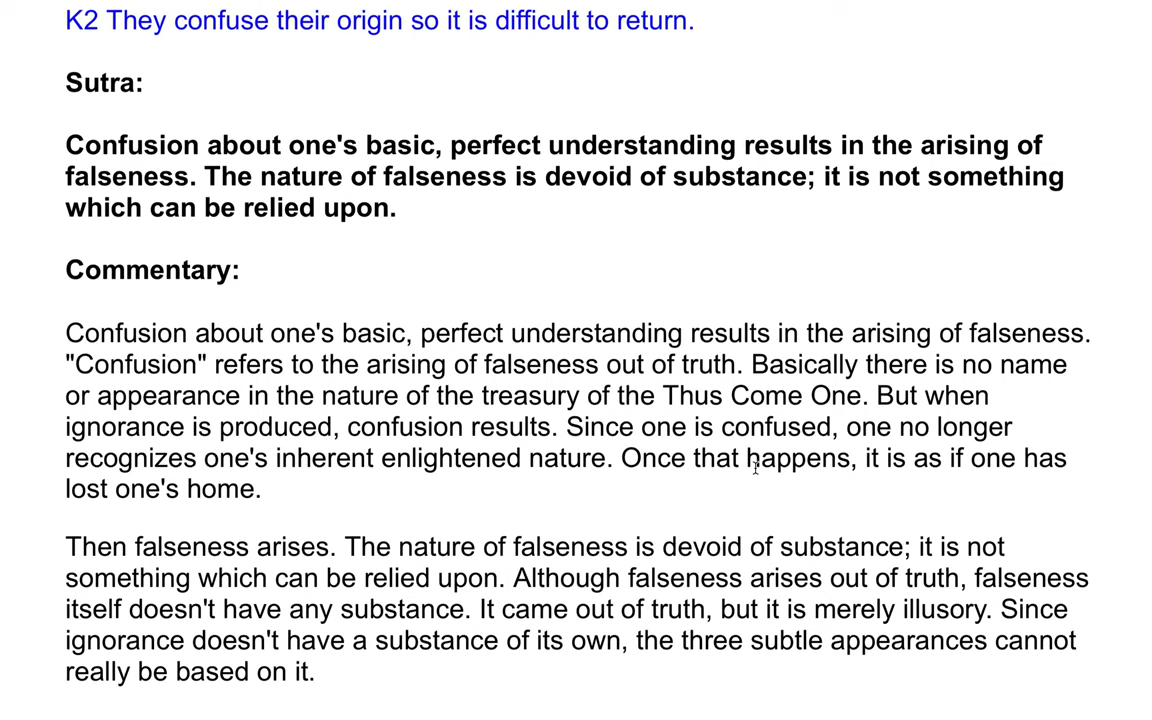 K2 They confuse their origin so it is difficult to return.
Sutra:
Confusion about one's basic, perfect understanding results in the arising of
falseness. The nature of falseness is devoid of substance; it is not something
which can be relied upon.
Commentary:
Confusion about one's basic, perfect understanding results in the arising of falseness.
"Confusion" refers to the arising of falseness out of truth. Basically there is no name
or appearance in the nature of the treasury of the Thus Come One. But when
ignorance is produced, confusion results. Since one is confused, one no longer
recognizes one's inherent enlightened nature. Once that happens, it is as if one has
lost one's home.
Then falseness arises. The nature of falseness is devoid of substance; it is not
something which can be relied upon. Although falseness arises out of truth, falseness
itself doesn't have any substance. It came out of truth, but it is merely illusory. Since
ignorance doesn't have a substance of its own, the three subtle appearances cannot
really be based on it.